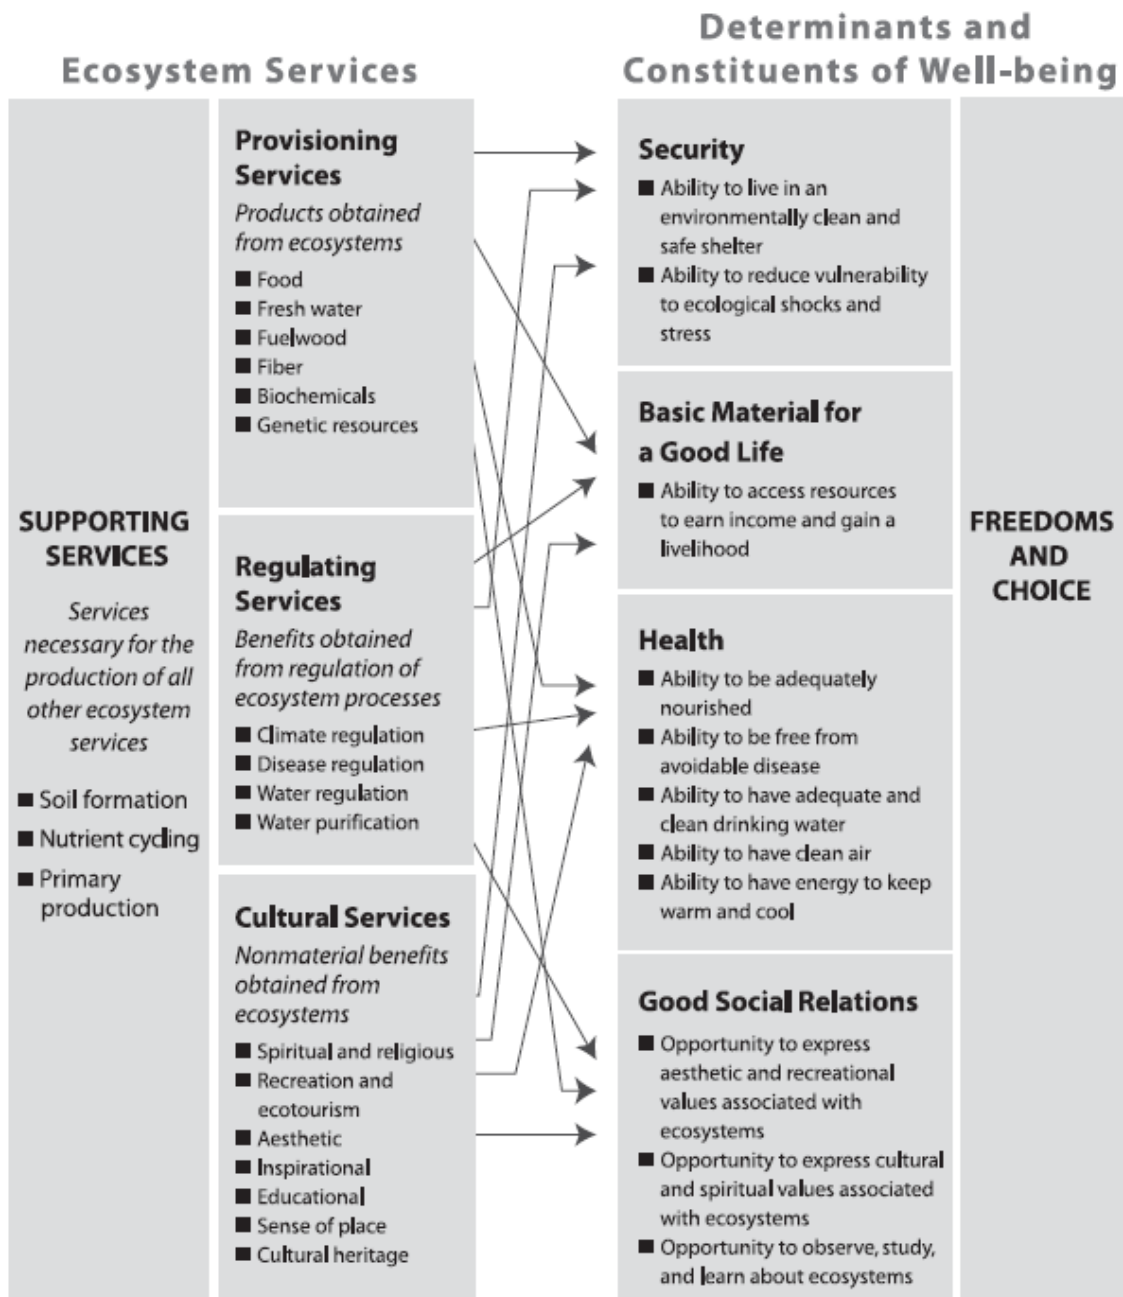 Ecosystem Services
Determinants and
Constituents of Well-being
SUPPORTING
SERVICES
Services
necessary for the
production of all
other ecosystem
services
■ Soil formation
■ Nutrient cycling
■ Primary
production
Provisioning
Services
Products obtained
from ecosystems
■ Food
■ Fresh water
■ Fuelwood
■ Fiber
■ Biochemicals
■ Genetic resources
Regulating
Services
Benefits obtained
from regulation of
ecosystem processes
■ Climate regulation
■ Disease regulation
■ Water regulation
■ Water purification
Cultural Services
Nonmaterial benefits
obtained from
ecosystems
■ Spiritual and religious
■ Recreation and
ecotourism
■ Aesthetic
■ Inspirational
■ Educational
■ Sense of place
■ Cultural heritage
Security
■ Ability to live in an
environmentally clean and
safe shelter
■ Ability to reduce vulnerability
to ecological shocks and
stress
Basic Material for
a Good Life
■ Ability to access resources
to earn income and gain a
livelihood
Health
■ Ability to be adequately
nourished
■ Ability to be free from
avoidable disease
■ Ability to have adequate and
clean drinking water
■ Ability to have clean air
■ Ability to have energy to keep
warm and cool
Good Social Relations
■ Opportunity to express
aesthetic and recreational
values associated with
ecosystems
■ Opportunity to express cultural
and spiritual values associated
with ecosystems
■ Opportunity to observe, study,
and learn about ecosystems
FREEDOMS
AND
CHOICE